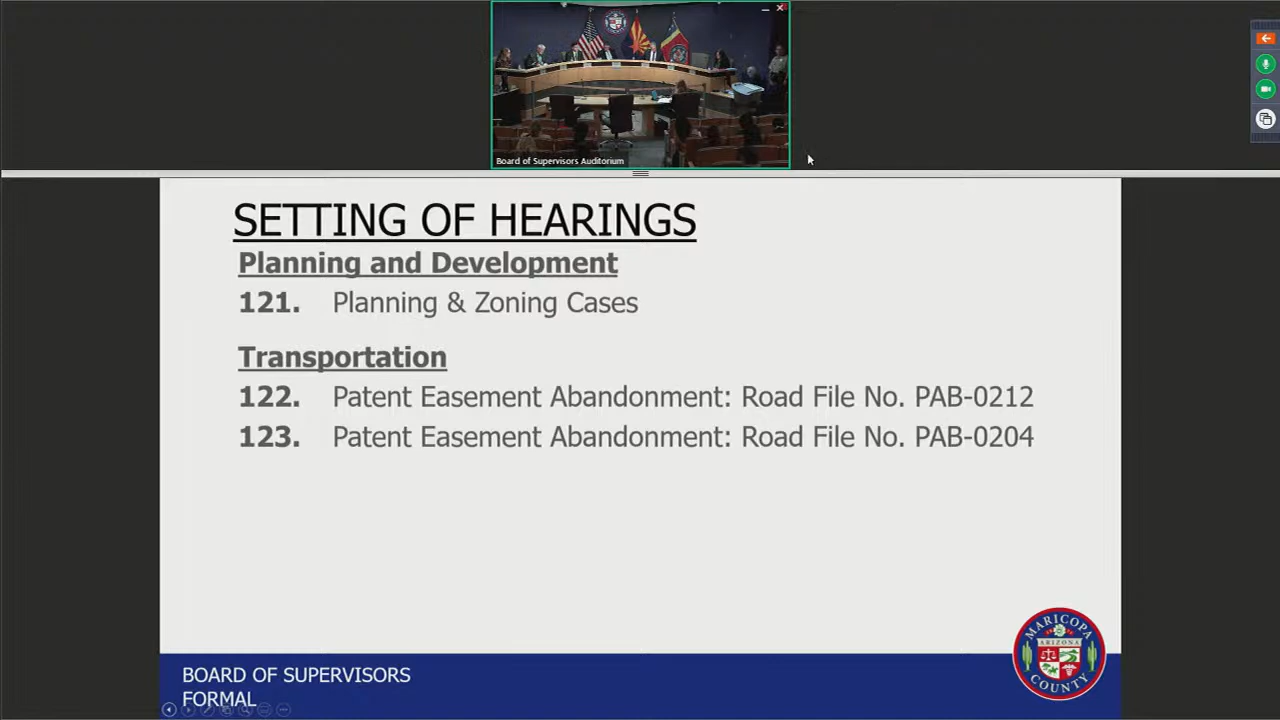 Board of Supervisors Auditorium
SETTING OF HEARINGS
Planning and Development
121. Planning & Zoning Cases
Transportation
122. Patent Easement Abandonment: Road File No. PAB-0212
123. Patent Easement Abandonment: Road File No. PAB-0204
BOARD OF SUPERVISORS
FORMAL
MARICOPA
ARIZONA
COUNTY